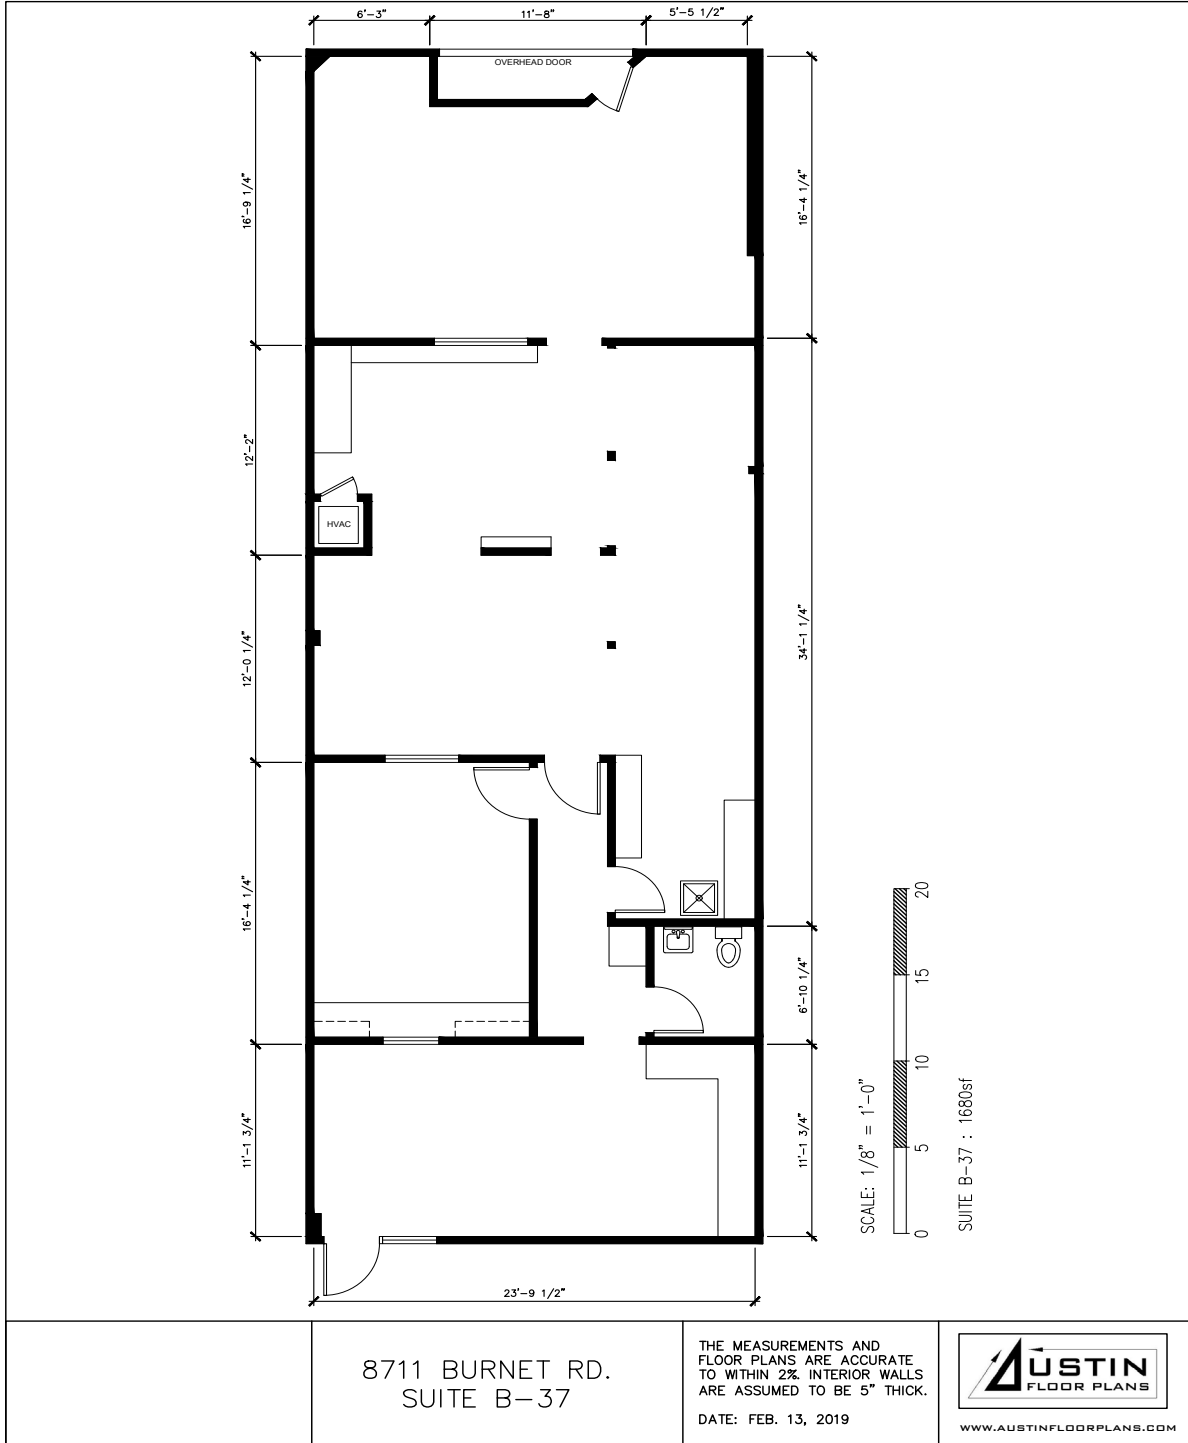 6'-3"
11'-8"
5'-5 1/2"
OVERHEAD DOOR
16'-9 1/4"
16'-4 1/4"
12'-2"
HVAC
12'-0 1/4"
34'-1 1/4"
16'-4 1/4"
6'-10 1/4"
11'-1 3/4"
11'-1 3/4"
23'-9 1/2"
SCALE: 1/8" = 1'-0"
0 5 10 15 20
SUITE B-37 : 1680sf
8711 BURNET RD.
SUITE B-37
THE MEASUREMENTS AND
FLOOR PLANS ARE ACCURATE
TO WITHIN 2%. INTERIOR WALLS
ARE ASSUMED TO BE 5" THICK.
DATE: FEB. 13, 2019
AUSTIN
FLOOR PLANS
WWW.AUSTINFLOORPLANS.COM